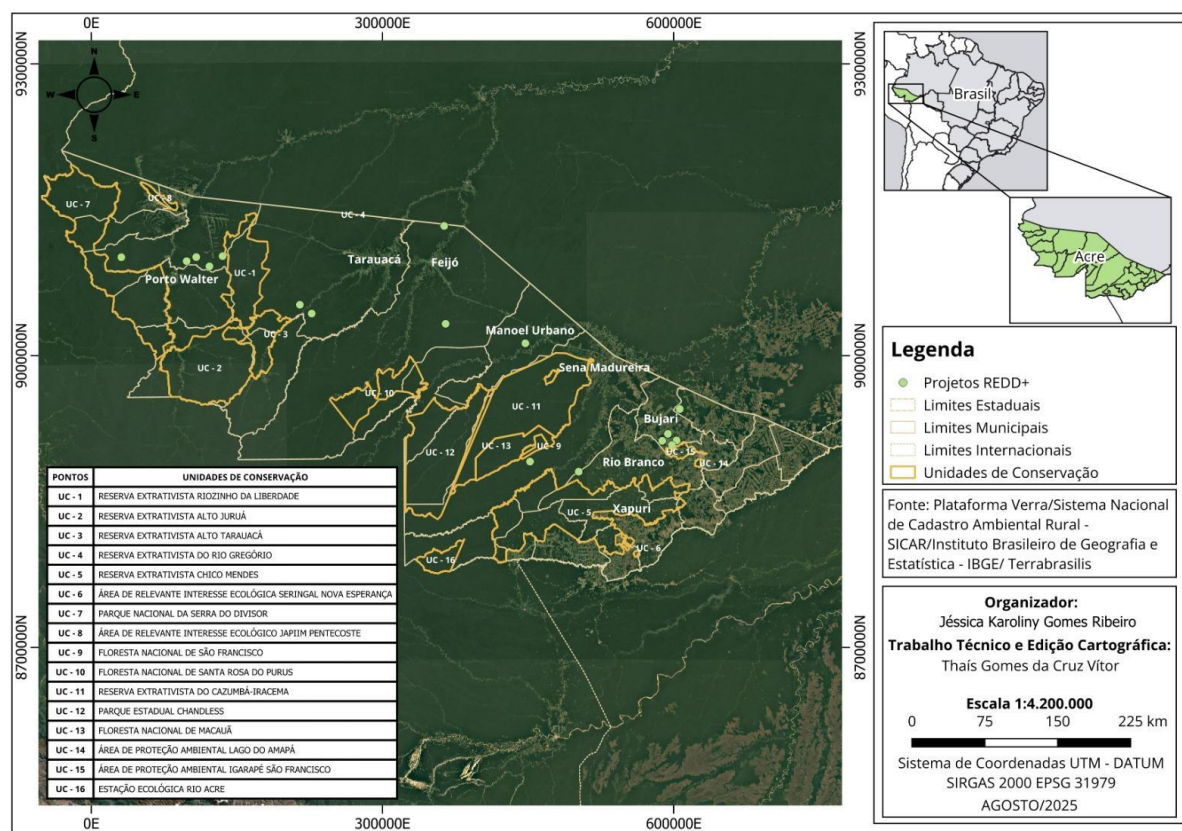 0E 300000E 600000E
9300000N
9300000N
N
W E
S
UC - 7
UC - 8
UC - 4
Tarauacá
Feijó
UC -1
Porto Walter
UC - 3
Manoel Urbano
9000000N
9000000N
UC - 2
Sena Madureira
UC - 10
UC - 11
Bujari
UC - 13
UC - 9
UC - 12
Rio Branco
UC - 15
UC - 14
Xapuri
UC - 5
UC - 6
UC - 16
8700000N
8700000N
0E 300000E 600000E
PONTOS UNIDADES DE CONSERVAÇÃO
UC - 1 RESERVA EXTRATIVISTA RIOZINHO DA LIBERDADE
UC - 2 RESERVA EXTRATIVISTA ALTO JURUÁ
UC - 3 RESERVA EXTRATIVISTA ALTO TARAUACÁ
UC - 4 RESERVA EXTRATIVISTA DO RIO GREGÓRIO
UC - 5 RESERVA EXTRATIVISTA CHICO MENDES
UC - 6 ÁREA DE RELEVANTE INTERESSE ECOLÓGICA SERINGAL NOVA ESPERANÇA
UC - 7 PARQUE NACIONAL DA SERRA DO DIVISOR
UC - 8 ÁREA DE RELEVANTE INTERESSE ECOLÓGICO JAPIIM PENTECOSTE
UC - 9 FLORESTA NACIONAL DE SÃO FRANCISCO
UC - 10 FLORESTA NACIONAL DE SANTA ROSA DO PURUS
UC - 11 RESERVA EXTRATIVISTA DO CAZUMBÁ-IRACEMA
UC - 12 PARQUE ESTADUAL CHANDLESS
UC - 13 FLORESTA NACIONAL DE MACAUÃ
UC - 14 ÁREA DE PROTEÇÃO AMBIENTAL LAGO DO AMAPÁ
UC - 15 ÁREA DE PROTEÇÃO AMBIENTAL IGARAPÉ SÃO FRANCISCO
UC - 16 ESTAÇÃO ECOLÓGICA RIO ACRE
Brasil
Acre
Legenda
Projetos REDD+
Limites Estaduais
Limites Municipais
Limites Internacionais
Unidades de Conservação
Fonte: Plataforma Verra/Sistema Nacional
de Cadastro Ambiental Rural -
SICAR/Instituto Brasileiro de Geografia e
Estatística - IBGE/ Terrabrasilis
Organizador:
Jéssica Karoliny Gomes Ribeiro
Trabalho Técnico e Edição Cartográfica:
Thaís Gomes da Cruz Vítor
Escala 1:4.200.000
0 75 150 225 km
Sistema de Coordenadas UTM - DATUM
SIRGAS 2000 EPSG 31979
AGOSTO/2025